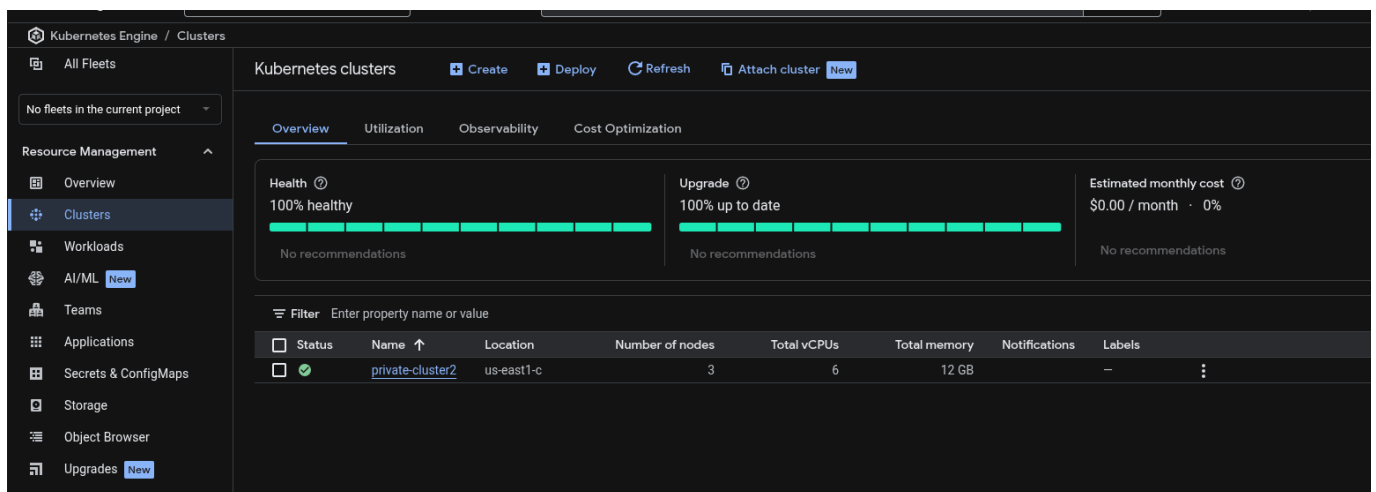 Kubernetes Engine / Clusters
All Fleets
No fleets in the current project
Resource Management
Overview
Clusters
Workloads
AI/ML New
Teams
Applications
Secrets & ConfigMaps
Storage
Object Browser
Upgrades New
Kubernetes clusters Create Deploy Refresh Attach cluster New
Overview Utilization Observability Cost Optimization
Health
100% healthy
No recommendations
Upgrade
100% up to date
No recommendations
Estimated monthly cost
$0.00 / month · 0%
No recommendations
Filter Enter property name or value
Status Name Location Number of nodes Total vCPUs Total memory Notifications Labels
private-cluster2 us-east1-c 3 6 12 GB –